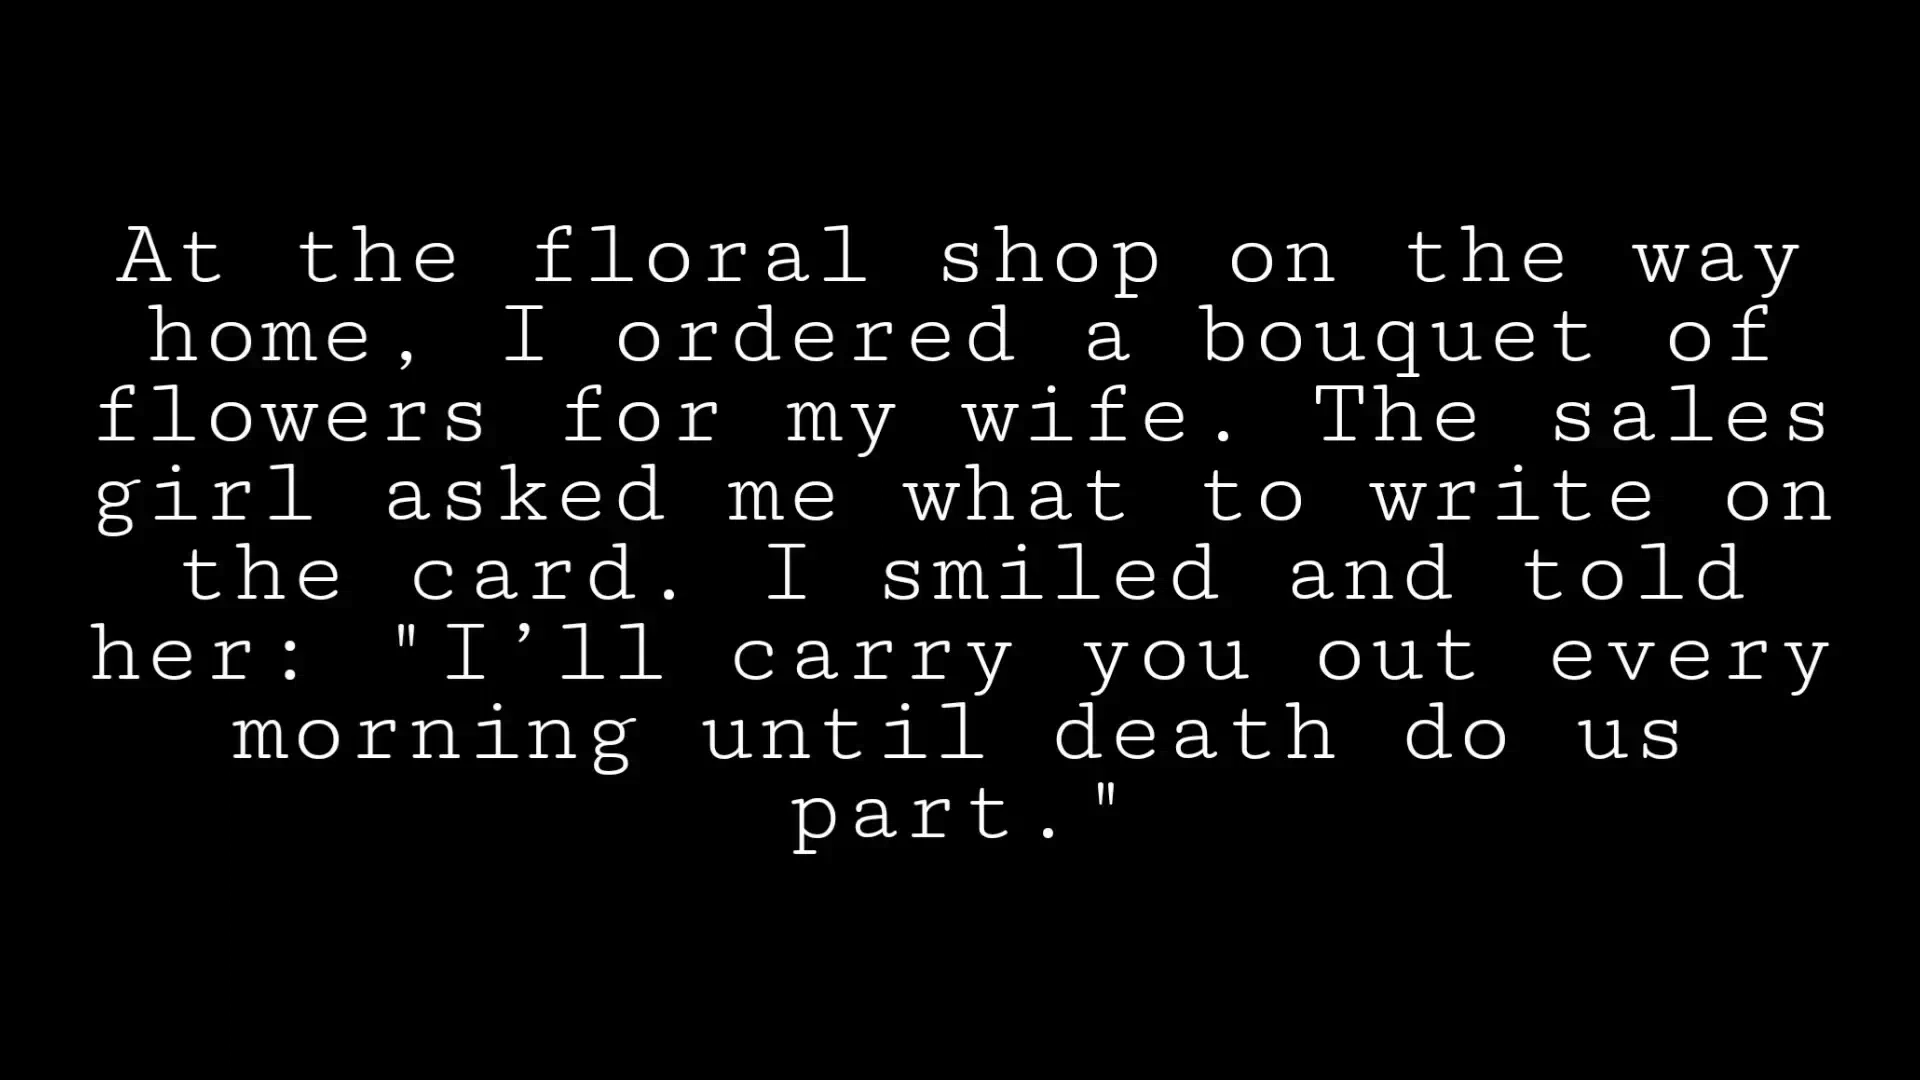 At the floral shop on the way
home, I ordered a bouquet of
flowers for my wife. The sales
girl asked me what to write on
the card. I smiled and told
her: "I’ll carry you out every
morning until death do us
part."